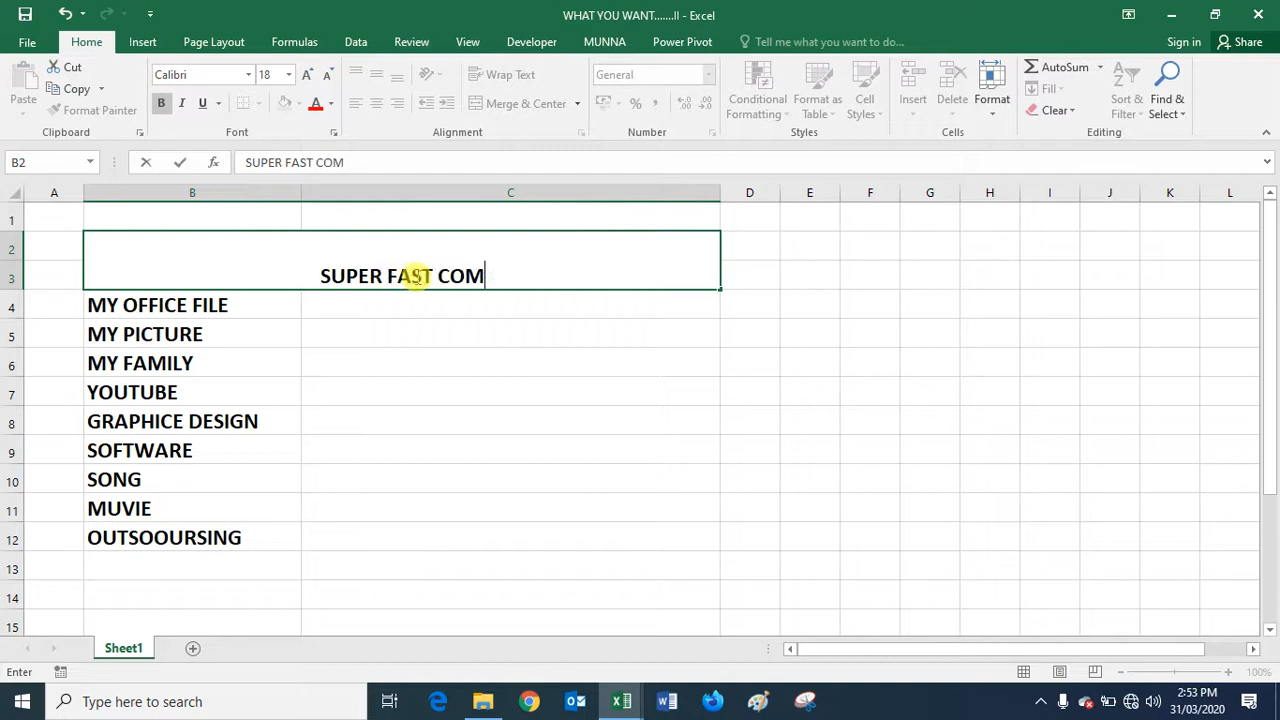 WHAT YOU WANT.......!! - Excel
File Home Insert Page Layout Formulas Data Review View Developer MUNNA Power Pivot Tell me what you want to do... Sign in Share
Cut
Copy
Format Painter
Paste
Clipboard
Calibri 18
B I U
Font
Wrap Text
Merge & Center
Alignment
General
Number
Conditional Formatting
Format as Table
Cell Styles
Styles
Insert Delete Format
Cells
AutoSum
Fill
Clear
Sort & Filter
Find & Select
Editing
B2 fx SUPER FAST COM
A B C D E F G H I J K L
1
2
3 SUPER FAST COM
4 MY OFFICE FILE
5 MY PICTURE
6 MY FAMILY
7 YOUTUBE
8 GRAPHICE DESIGN
9 SOFTWARE
10 SONG
11 MUVIE
12 OUTSOOURSING
13
14
15
Sheet1
Enter 100%
Type here to search
2:53 PM
31/03/2020